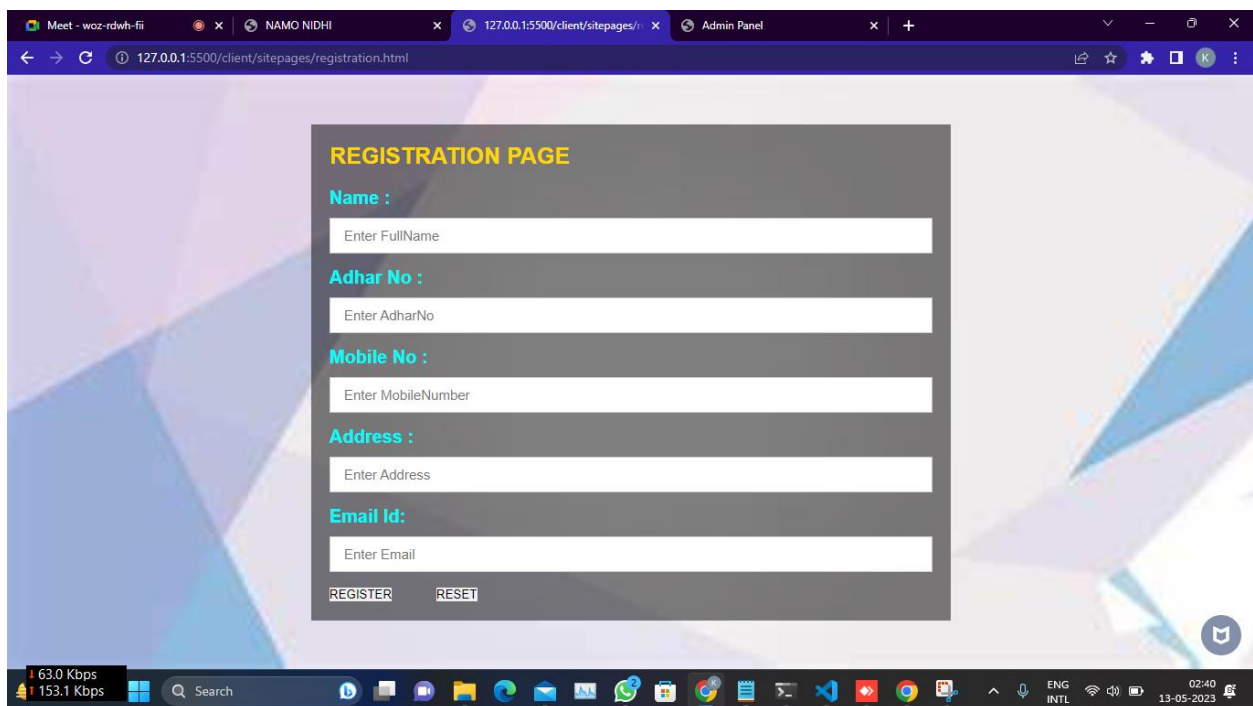 Meet - woz-rdwh-fii
NAMO NIDHI
127.0.0.1:5500/client/sitepages/r
Admin Panel
127.0.0.1:5500/client/sitepages/registration.html
K
REGISTRATION PAGE
Name :
Enter FullName
Adhar No :
Enter AdharNo
Mobile No :
Enter MobileNumber
Address :
Enter Address
Email Id:
Enter Email
REGISTER RESET
63.0 Kbps
153.1 Kbps
Search
2
K
ENG
INTL
02:40
13-05-2023